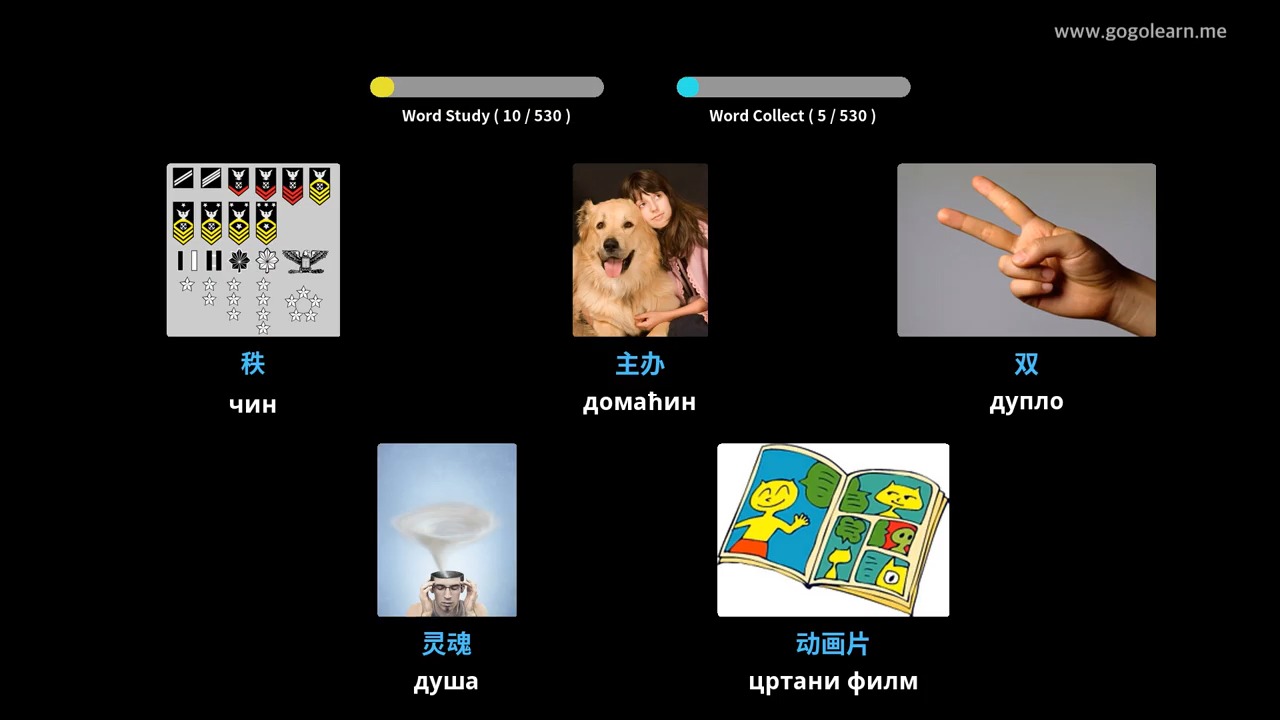 www.gogolearn.me
Word Study ( 10 / 530 )
Word Collect ( 5 / 530 )
秩
主办
双
чин
домаћин
дупло
灵魂
动画片
душа
цртани филм